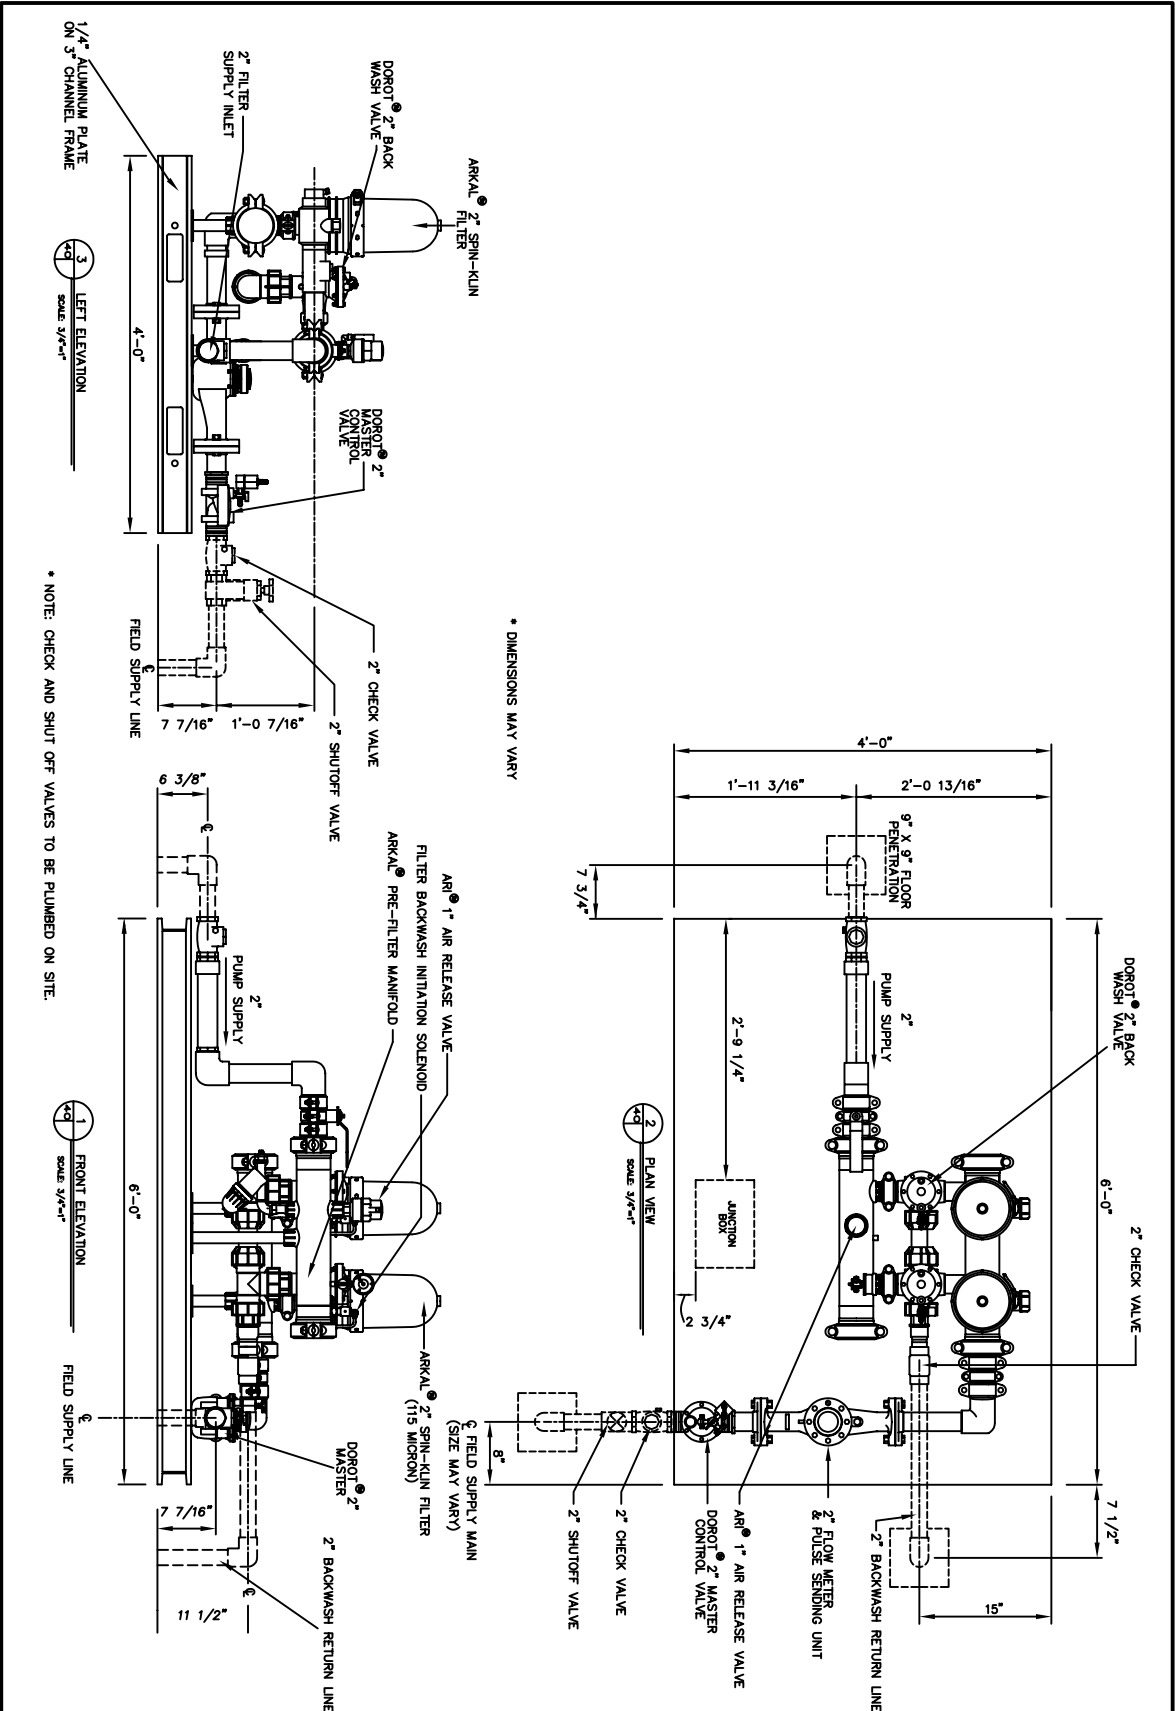 4'-0"
1'-11 3/16"
2'-0 13/16"
9" X 9" FLOOR
PENETRATION
7 3/4"
2"
PUMP SUPPLY
2'-9 1/4"
JUNCTION
BOX
2 3/4"
DOROT® 2" BACK
WASH VALVE
6'-0"
2" CHECK VALVE
7 1/2"
15"
2" BACKWASH RETURN LINE
2" FLOW METER
& PULSE SENDING UNIT
ARI® 1" AIR RELEASE VALVE
DOROT® 2" MASTER
CONTROL VALVE
2" CHECK VALVE
2" SHUTOFF VALVE
8"
℄ FIELD SUPPLY MAIN
(SIZE MAY VARY)
2
4.0
PLAN VIEW
SCALE: 3/4"=1"
* DIMENSIONS MAY VARY
ARKAL® 2" SPIN-KLIN
FILTER
DOROT® 2" BACK
WASH VALVE
2" FILTER
SUPPLY INLET
1/4" ALUMINUM PLATE
ON 3" CHANNEL FRAME
4'-0"
DOROT® 2"
MASTER
CONTROL
VALVE
2" CHECK VALVE
2" SHUTOFF VALVE
1'-0 7/16"
7 7/16"
℄
FIELD SUPPLY LINE
3
4.0
LEFT ELEVATION
SCALE: 3/4"=1"
* NOTE: CHECK AND SHUT OFF VALVES TO BE PLUMBED ON SITE.
6 3/8"
℄
2"
PUMP SUPPLY
ARI® 1" AIR RELEASE VALVE
FILTER BACKWASH INITIATION SOLENOID
ARKAL® PRE-FILTER MANIFOLD
ARKAL® 2" SPIN-KLIN FILTER
(115 MICRON)
DOROT® 2"
MASTER
2" BACKWASH RETURN LINE
6'-0"
7 7/16"
11 1/2"
℄
℄
FIELD SUPPLY LINE
1
4.0
FRONT ELEVATION
SCALE: 3/4"=1"